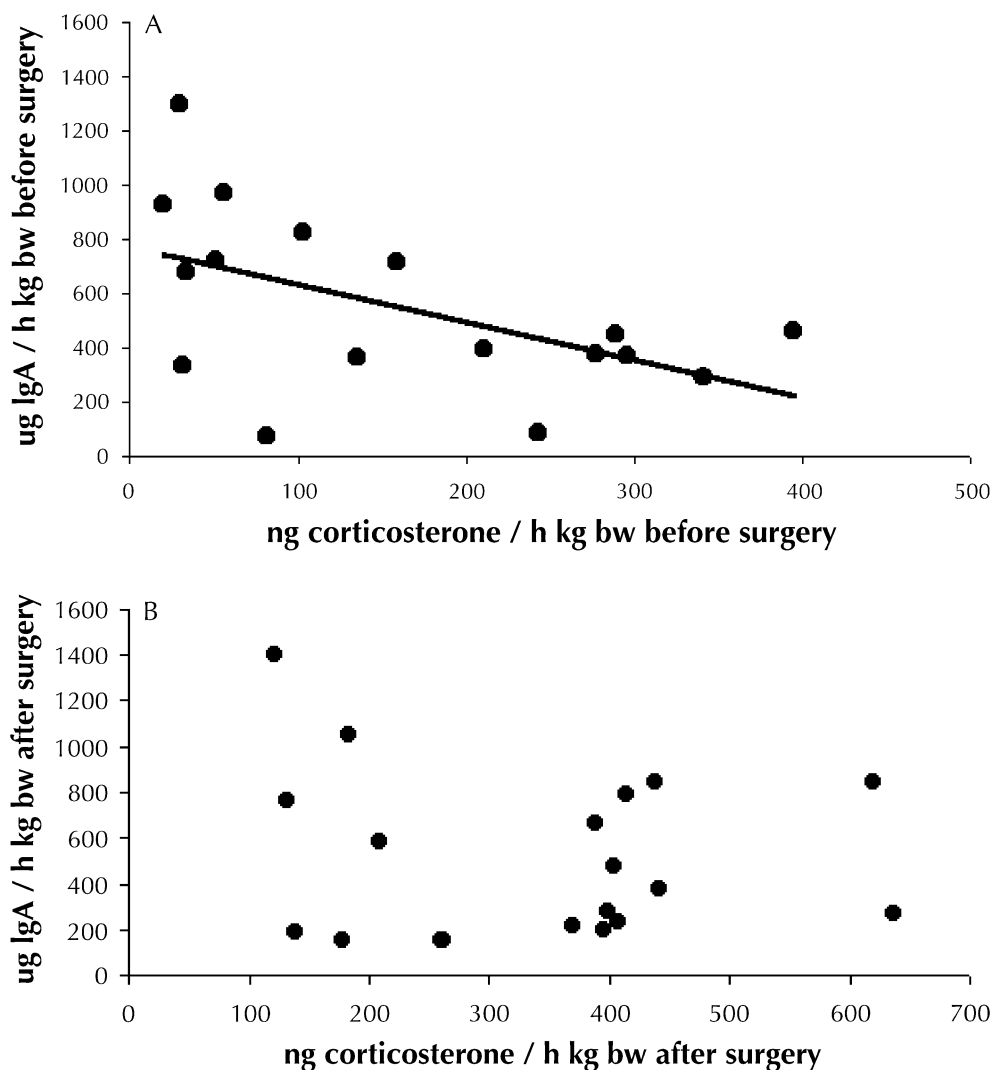 A
ug IgA / h kg bw before surgery
1600
1400
1200
1000
800
600
400
200
0
0 100 200 300 400 500
ng corticosterone / h kg bw before surgery
B
ug IgA / h kg bw after surgery
1600
1400
1200
1000
800
600
400
200
0
0 100 200 300 400 500 600 700
ng corticosterone / h kg bw after surgery